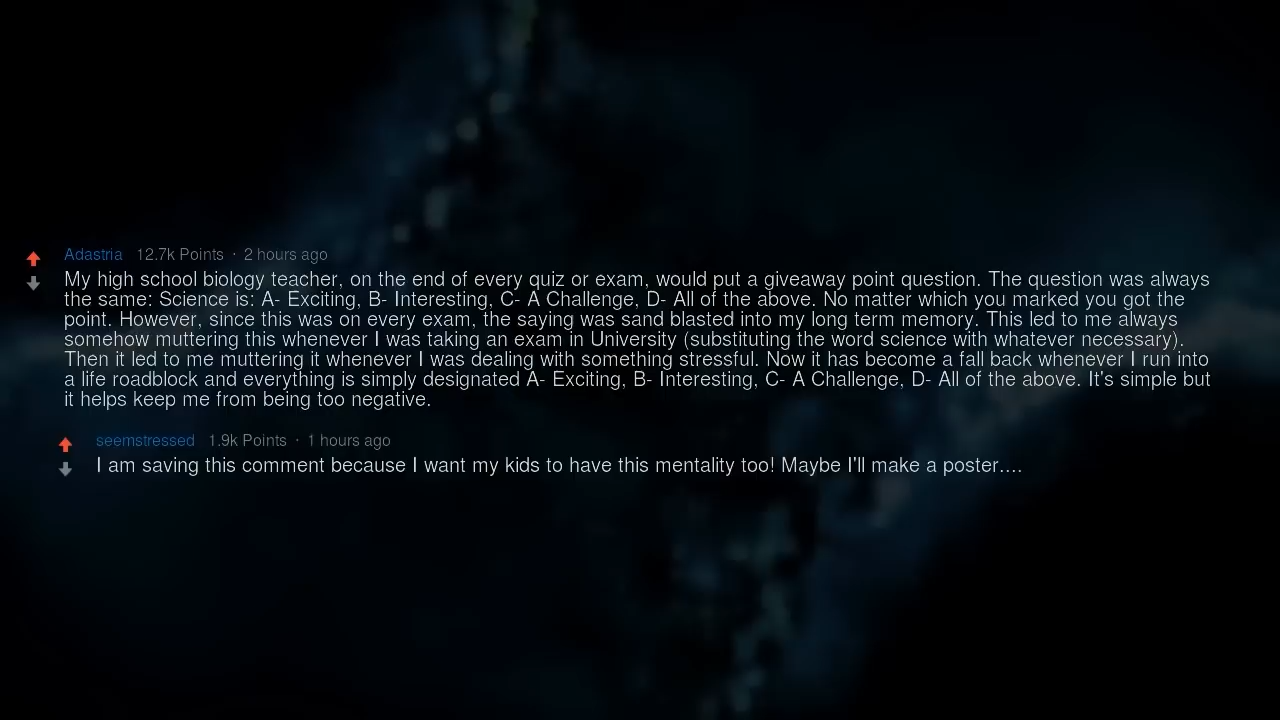 Adastria 12.7k Points · 2 hours ago
My high school biology teacher, on the end of every quiz or exam, would put a giveaway point question. The question was always
the same: Science is: A- Exciting, B- Interesting, C- A Challenge, D- All of the above. No matter which you marked you got the
point. However, since this was on every exam, the saying was sand blasted into my long term memory. This led to me always
somehow muttering this whenever I was taking an exam in University (substituting the word science with whatever necessary).
Then it led to me muttering it whenever I was dealing with something stressful. Now it has become a fall back whenever I run into
a life roadblock and everything is simply designated A- Exciting, B- Interesting, C- A Challenge, D- All of the above. It's simple but
it helps keep me from being too negative.
seemstressed 1.9k Points · 1 hours ago
I am saving this comment because I want my kids to have this mentality too! Maybe I'll make a poster....